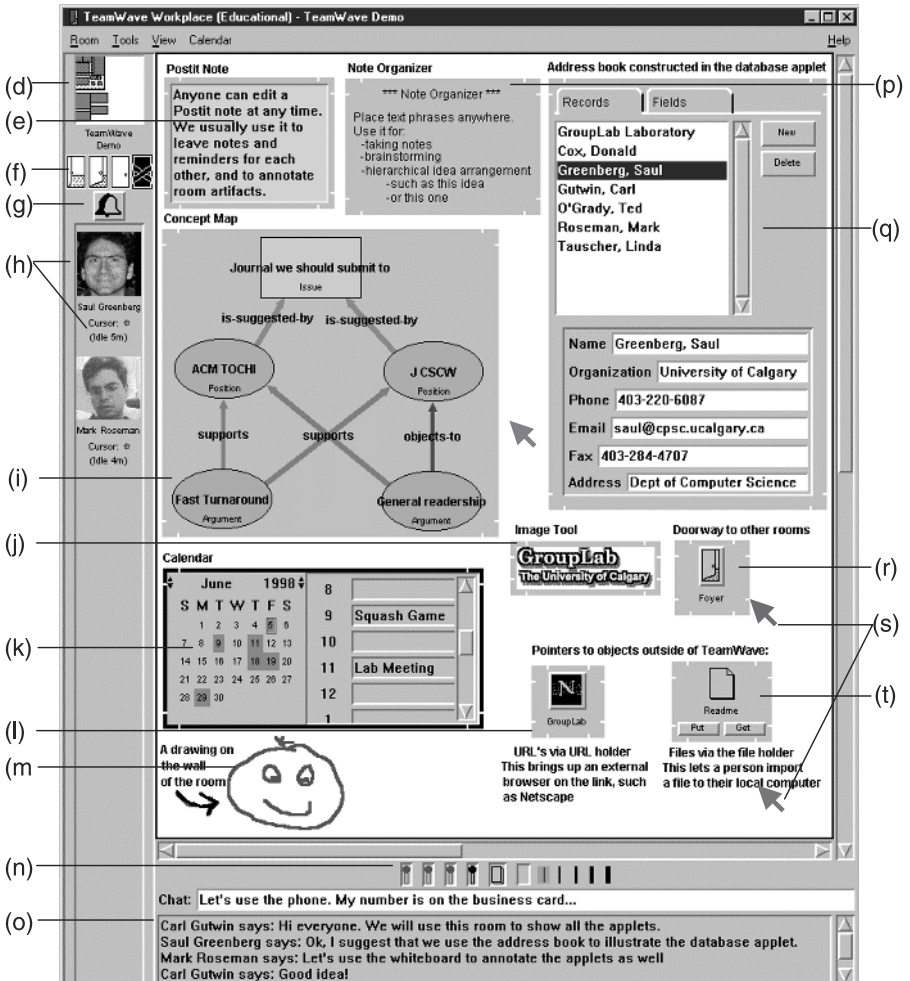 TeamWave Workplace (Educational) - TeamWave Demo
Room Tools View Calendar Help
(d)
TeamWave
Demo
(e)
(f)
(g)
(h)
Saul Greenberg
Cursor:
(Idle 5m)
Mark Roseman
Cursor:
(Idle 4m)
(i)
(j)
(k)
(l)
(m)
(n)
(o)
Postit Note
Anyone can edit a
Postit note at any time.
We usually use it to
leave notes and
reminders for each
other, and to annotate
room artifacts.
Note Organizer
*** Note Organizer ***
Place text phrases anywhere.
Use it for:
-taking notes
-brainstorming
-hierarchical idea arrangement
-such as this idea
-or this one
(p)
Address book constructed in the database applet
Records Fields
GroupLab Laboratory
Cox, Donald
Greenberg, Saul
Gutwin, Carl
O'Grady, Ted
Roseman, Mark
Tauscher, Linda
New
Delete
(q)
Name Greenberg, Saul
Organization University of Calgary
Phone 403-220-6087
Email saul@cpsc.ucalgary.ca
Fax 403-284-4707
Address Dept of Computer Science
Concept Map
Journal we should submit to
Issue
is-suggested-by is-suggested-by
ACM TOCHI
Position
J CSCW
Position
supports supports objects-to
Fast Turnaround
Argument
General readership
Argument
Image Tool
GroupLab
The University of Calgary
Doorway to other rooms
Foyer
(r)
(s)
Calendar
June 1998
S M T W T F S
1 2 3 4 5 6
7 8 9 10 11 12 13
14 15 16 17 18 19 20
21 22 23 24 25 26 27
28 29 30
8
9 Squash Game
10
11 Lab Meeting
12
1
Pointers to objects outside of TeamWave:
N
GroupLab
URL's via URL holder
This brings up an external
browser on the link, such
as Netscape
Readme
Put Get
(t)
Files via the file holder
This lets a person import
a file to their local computer
A drawing on
the wall
of the room
Chat: Let's use the phone. My number is on the business card...
Carl Gutwin says: Hi everyone. We will use this room to show all the applets.
Saul Greenberg says: Ok, I suggest that we use the address book to illustrate the database applet.
Mark Roseman says: Let's use the whiteboard to annotate the applets as well
Carl Gutwin says: Good idea!